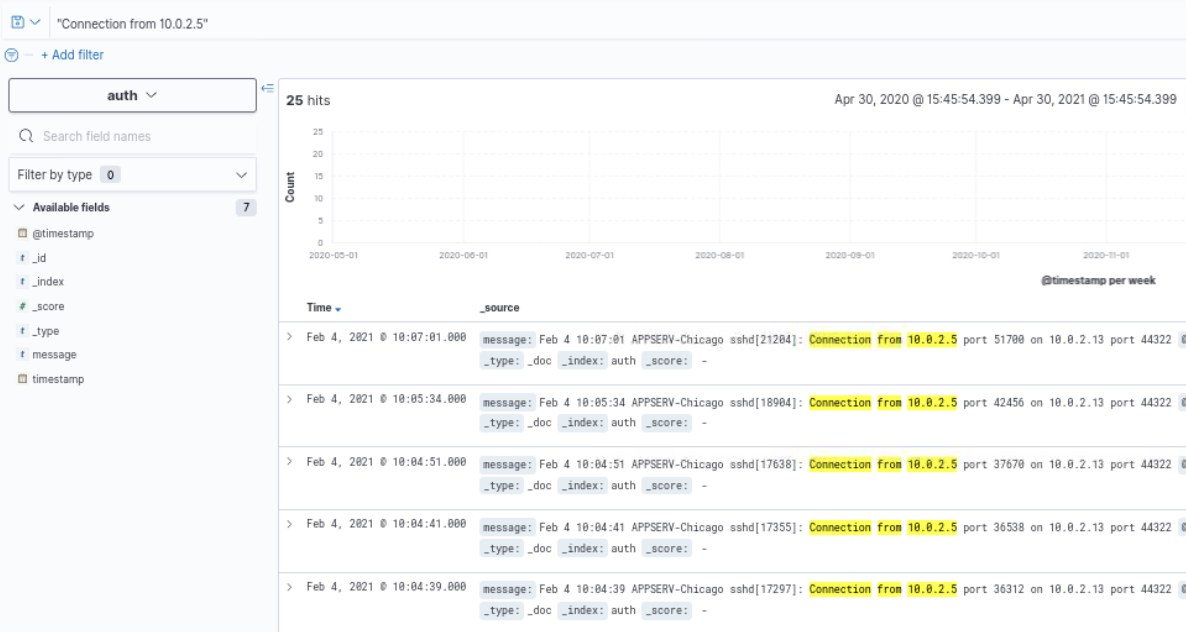 "Connection from 10.0.2.5"
+ Add filter
auth
Search field names
Filter by type 0
Available fields 7
@timestamp
t _id
t _index
# _score
t _type
t message
timestamp
25 hits
Apr 30, 2020 @ 15:45:54.399 - Apr 30, 2021 @ 15:45:54.399
Count
25
20
15
10
5
0
2020-05-01 2020-06-01 2020-07-01 2020-08-01 2020-09-01 2020-10-01 2020-11-01
@timestamp per week
Time _source
Feb 4, 2021 @ 10:07:01.000 message: Feb 4 10:07:01 APPSERV-Chicago sshd[21204]: Connection from 10.0.2.5 port 51700 on 10.0.2.13 port 44322
_type: _doc _index: auth _score: -
Feb 4, 2021 @ 10:05:34.000 message: Feb 4 10:05:34 APPSERV-Chicago sshd[18904]: Connection from 10.0.2.5 port 42456 on 10.0.2.13 port 44322
_type: _doc _index: auth _score: -
Feb 4, 2021 @ 10:04:51.000 message: Feb 4 10:04:51 APPSERV-Chicago sshd[17638]: Connection from 10.0.2.5 port 37670 on 10.0.2.13 port 44322
_type: _doc _index: auth _score: -
Feb 4, 2021 @ 10:04:41.000 message: Feb 4 10:04:41 APPSERV-Chicago sshd[17355]: Connection from 10.0.2.5 port 36538 on 10.0.2.13 port 44322
_type: _doc _index: auth _score: -
Feb 4, 2021 @ 10:04:39.000 message: Feb 4 10:04:39 APPSERV-Chicago sshd[17297]: Connection from 10.0.2.5 port 36312 on 10.0.2.13 port 44322
_type: _doc _index: auth _score: -